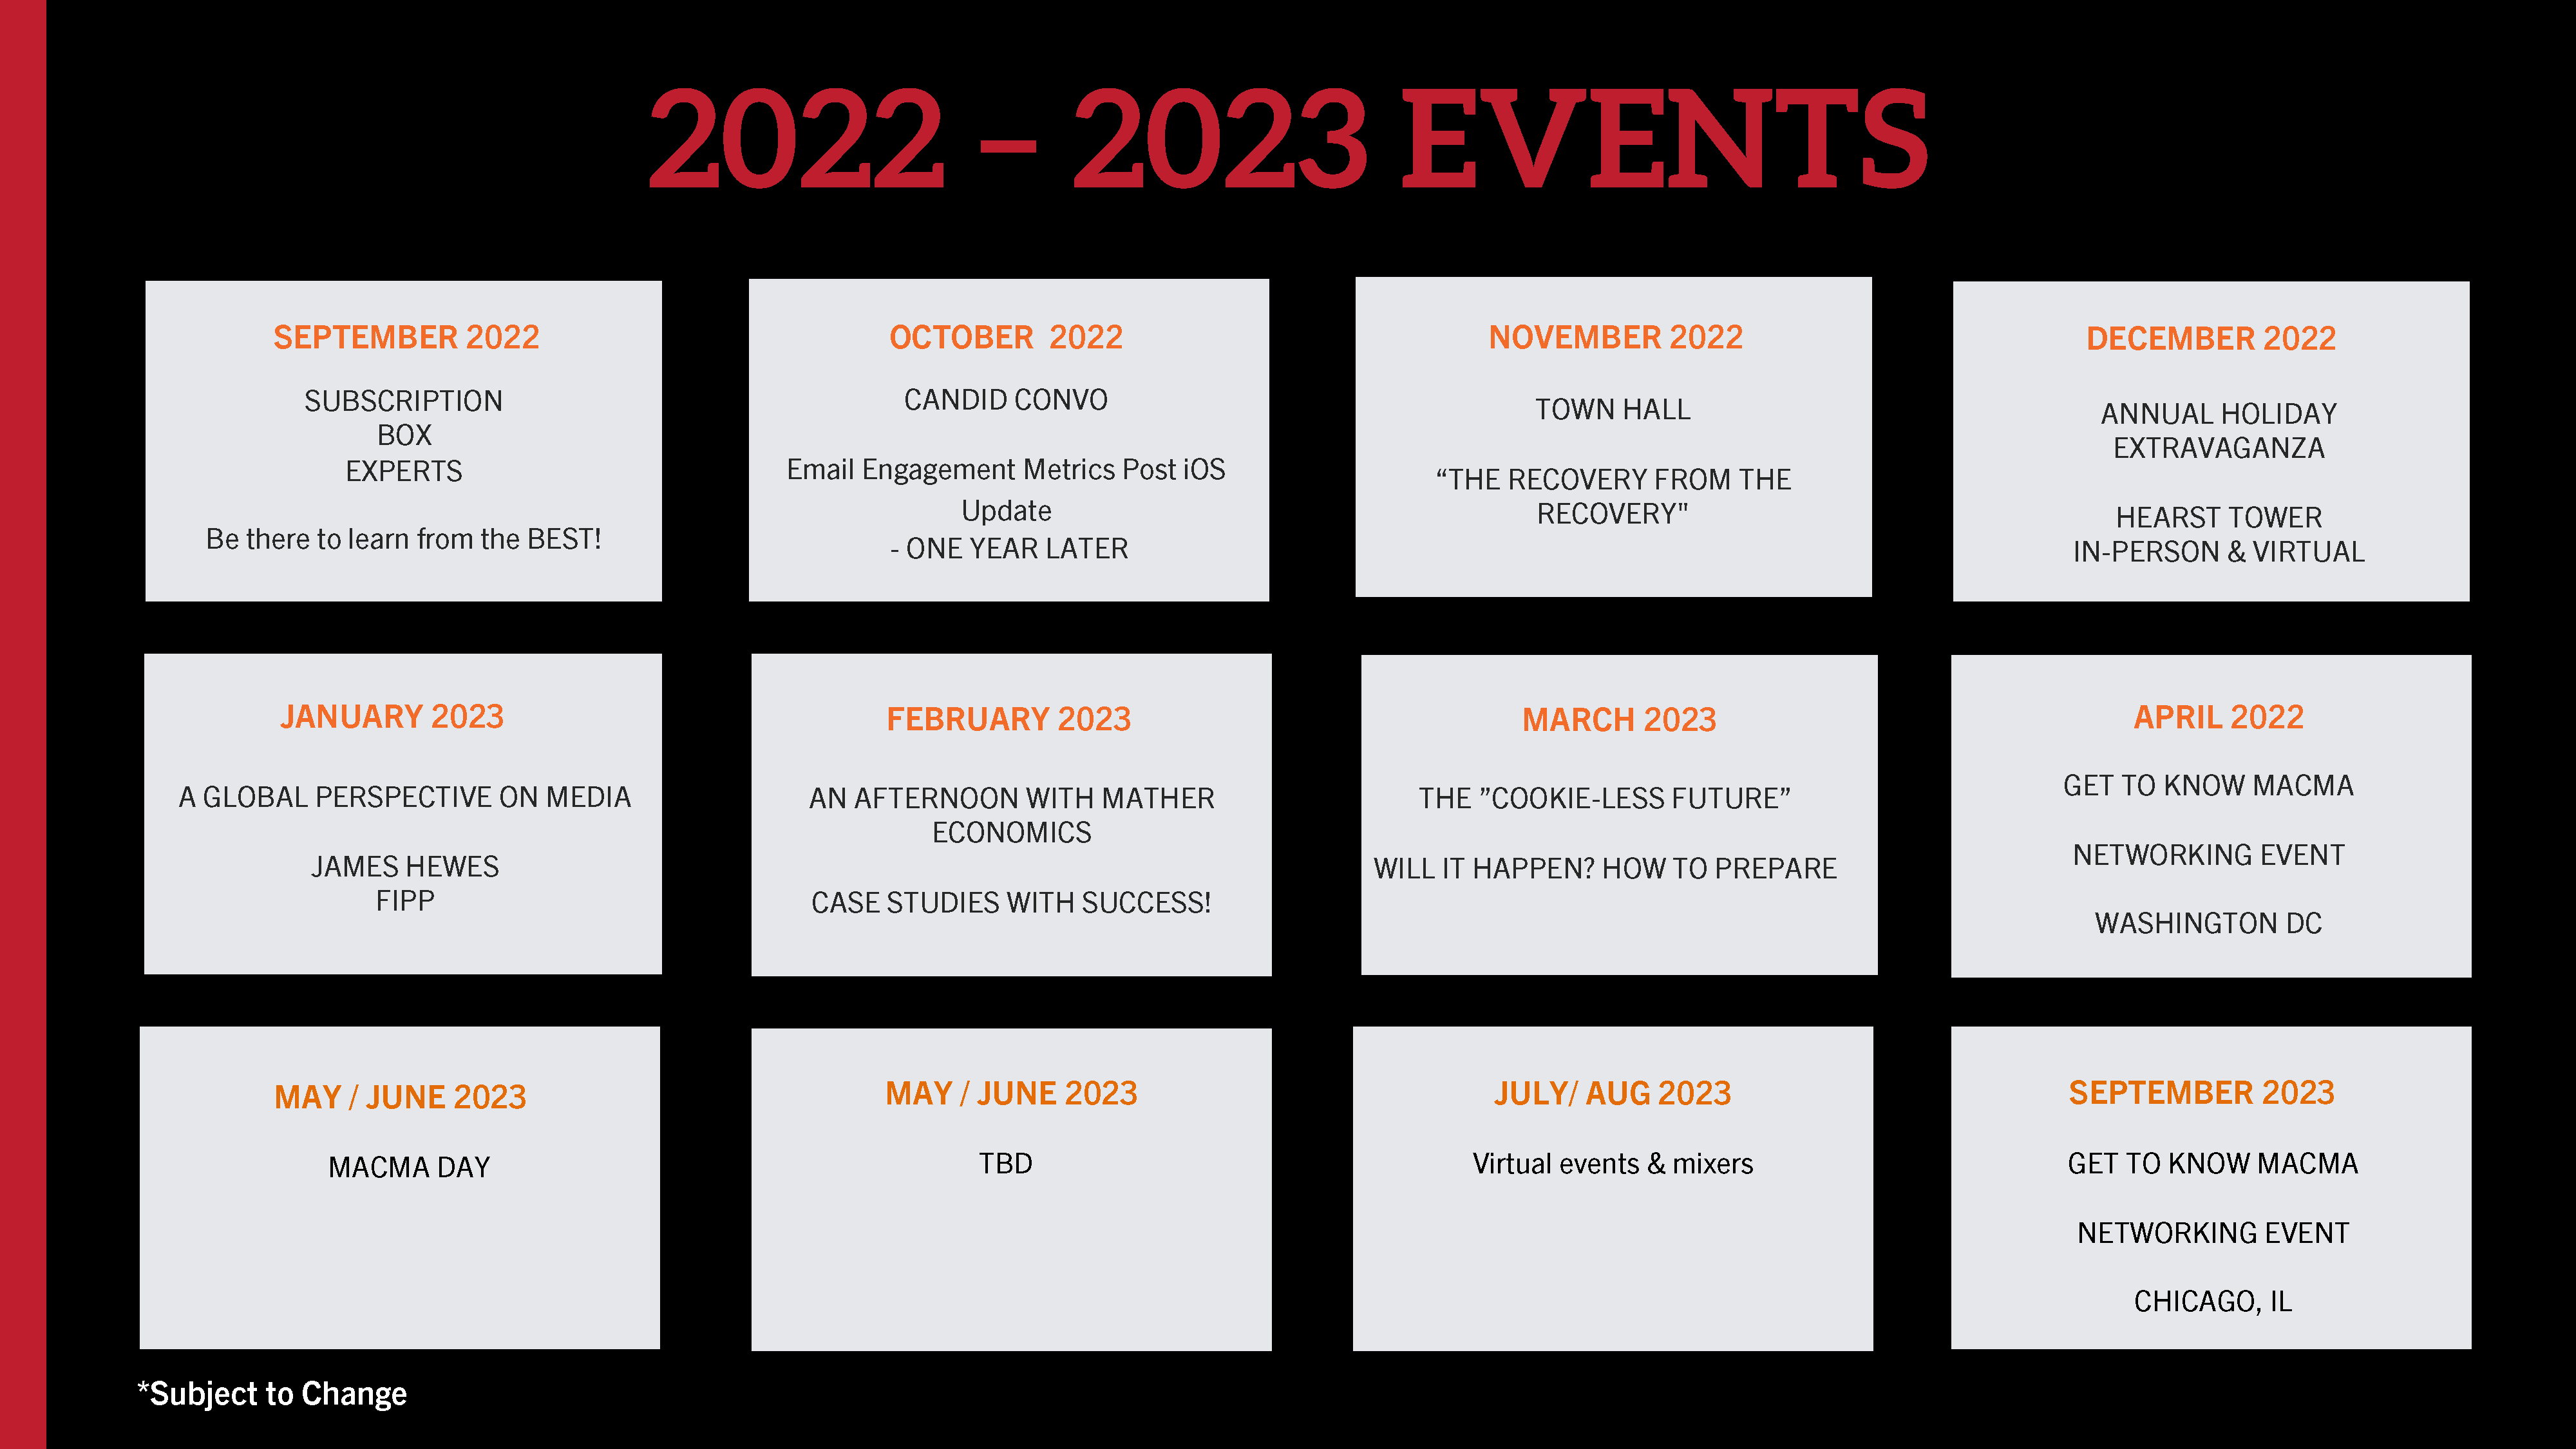 2022 – 2023 EVENTS
SEPTEMBER 2022
SUBSCRIPTION
BOX
EXPERTS
Be there to learn from the BEST!
OCTOBER 2022
CANDID CONVO
Email Engagement Metrics Post iOS
Update
- ONE YEAR LATER
NOVEMBER 2022
TOWN HALL
“THE RECOVERY FROM THE
RECOVERY"
DECEMBER 2022
ANNUAL HOLIDAY
EXTRAVAGANZA
HEARST TOWER
IN-PERSON & VIRTUAL
JANUARY 2023
A GLOBAL PERSPECTIVE ON MEDIA
JAMES HEWES
FIPP
FEBRUARY 2023
AN AFTERNOON WITH MATHER
ECONOMICS
CASE STUDIES WITH SUCCESS!
MARCH 2023
THE ”COOKIE-LESS FUTURE”
WILL IT HAPPEN? HOW TO PREPARE
APRIL 2022
GET TO KNOW MACMA
NETWORKING EVENT
WASHINGTON DC
MAY / JUNE 2023
MACMA DAY
MAY / JUNE 2023
TBD
JULY/ AUG 2023
Virtual events & mixers
SEPTEMBER 2023
GET TO KNOW MACMA
NETWORKING EVENT
CHICAGO, IL
*Subject to Change